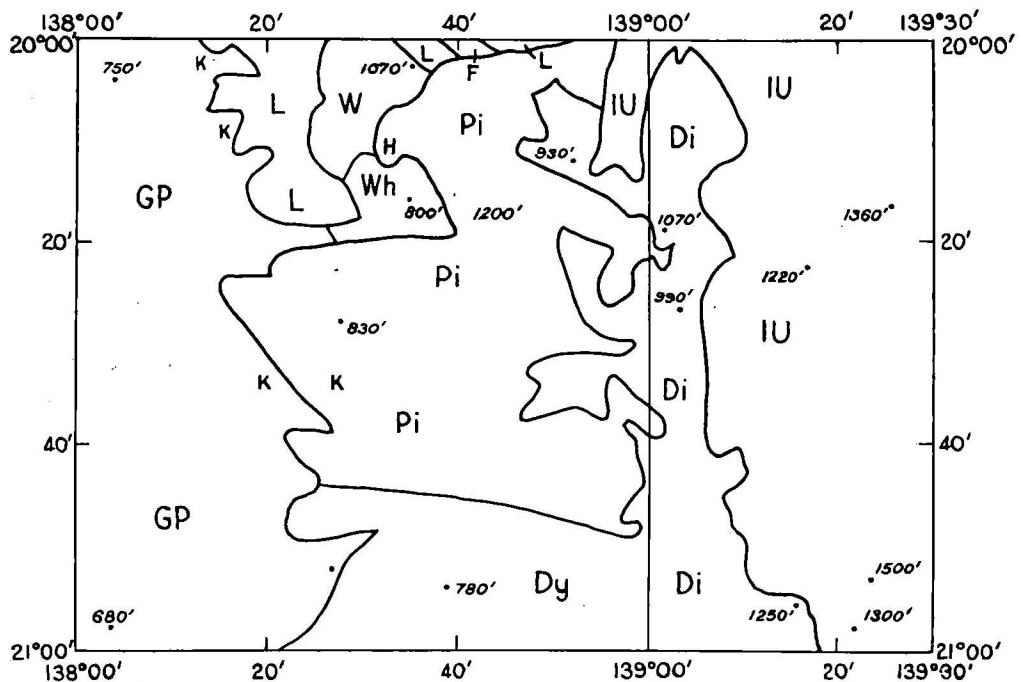 138°00′ 20′ 40′ 139°00′ 20′ 139°30′
20°00′ 20°00′
750′ K 1070′ L F L IU IU
L W Pi
K H 930′ Di
GP Wh
L 800′ 1200′ 1070′ 1360′
20′ 20′
Pi 990′ 1220′
830′ IU
K K Di
Pi
40′ 40′
GP
780′ Dy Di 1500′
680′ 1250′ 1300′
21°00′ 21°00′
138°00′ 20′ 40′ 139°00′ 20′ 139°30′